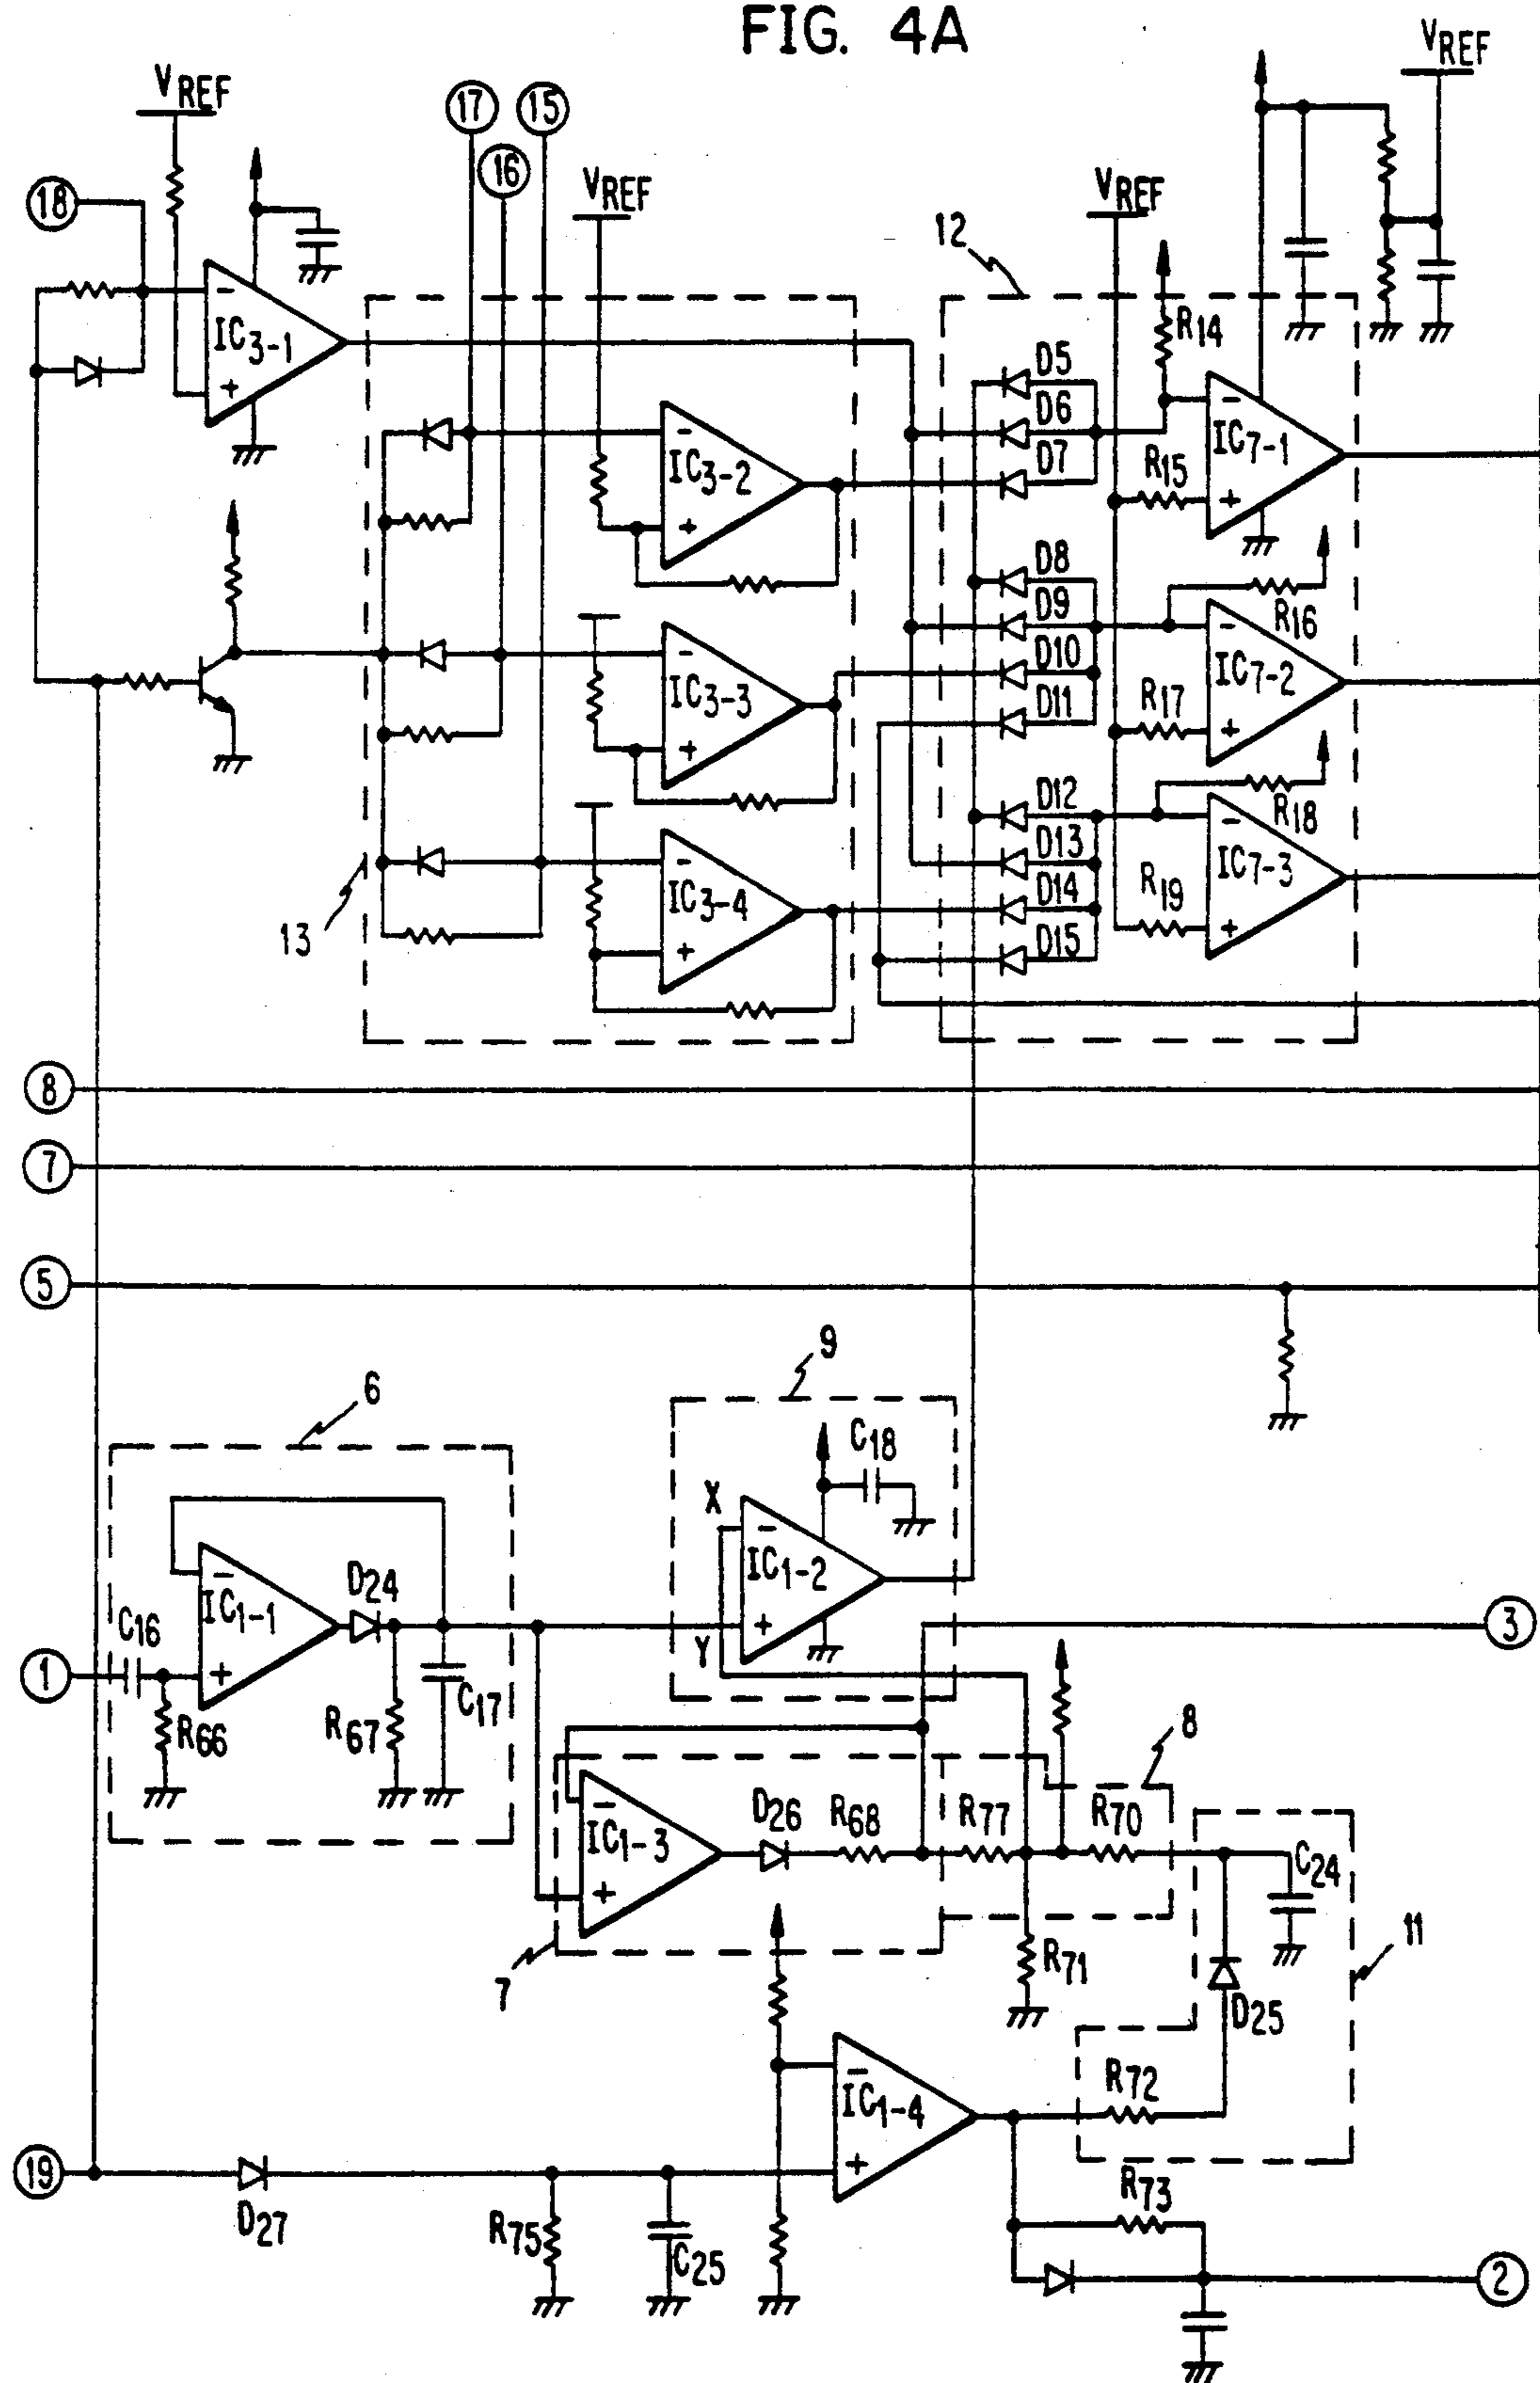 FIG. 4A
VREF
VREF
17
15
16
18
VREF
VREF
12
IC3-1
- +
R14
D5
D6
D7
IC3-2
- +
IC7-1
- +
R15
D8
D9
D10
D11
R16
IC3-3
- +
IC7-2
- +
R17
D12
D13
D14
D15
R18
IC3-4
- +
IC7-3
- +
R19
13
8
7
5
9
6
C18
X
IC1-2
- +
Y
D24
IC1-1
- +
C16
1
3
R66
R67
C17
8
D26
R68
R77
R70
IC1-3
- +
C24
11
7
R71
D25
IC1-4
- +
R72
19
D27
R75
C25
R73
2